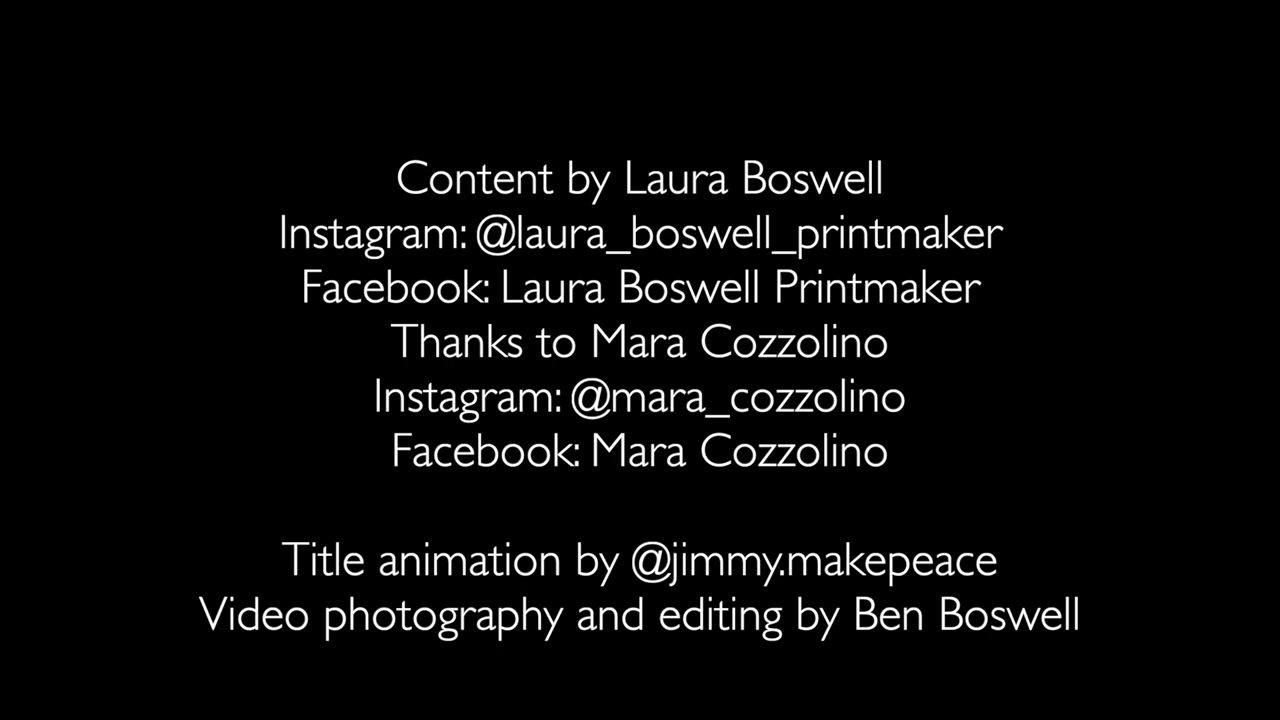 Content by Laura Boswell
Instagram: @laura_boswell_printmaker
Facebook: Laura Boswell Printmaker
Thanks to Mara Cozzolino
Instagram: @mara_cozzolino
Facebook: Mara Cozzolino
Title animation by @jimmy.makepeace
Video photography and editing by Ben Boswell